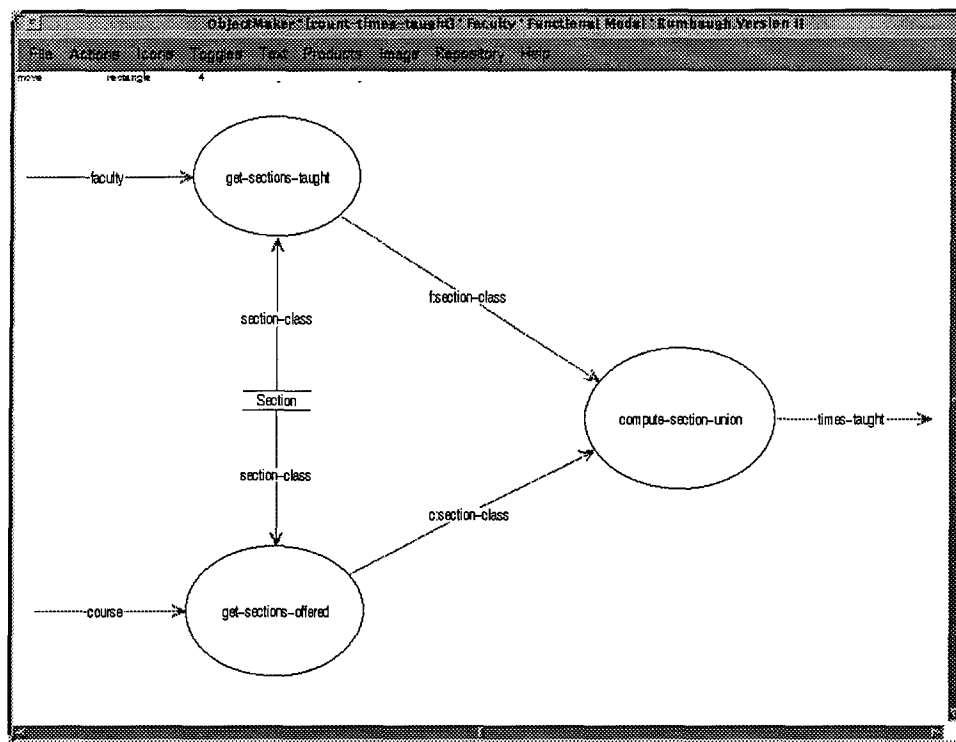 ObjectMaker*[count-times-taught]*Faculty*Functional Model*Rumbaugh Version II
File Actions Icons Toggles Text Products Image Repository Help
move rectangle 4
faculty
get-sections-taught
section-class
f:section-class
Section
compute-section-union
times-taught
section-class
c:section-class
course
get-sections-offered